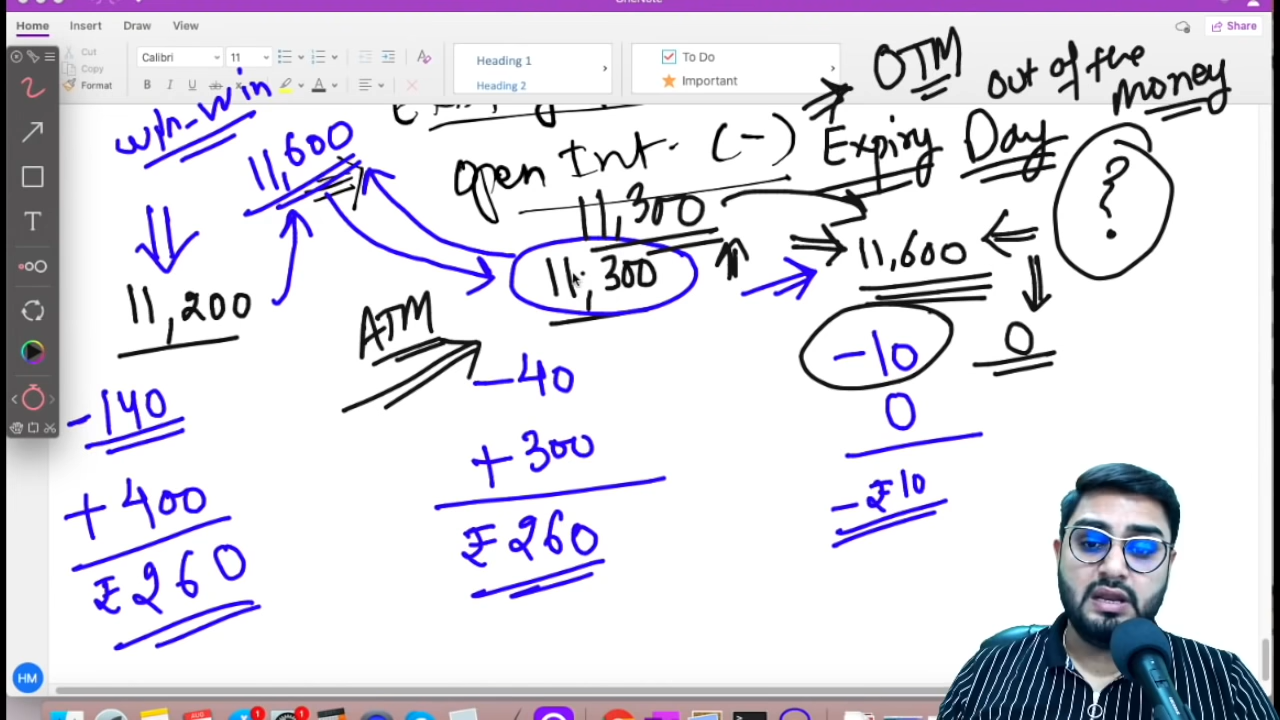 OneNote
Home Insert Draw View
Share
Cut
Copy
Format
Calibri 11
B I U ab x A
Heading 1
Heading 2
To Do
Important
OTM out of the money
win-win
11,600
open Int. (-) Expiry Day
11,300
?
11,300
11,600
11,200
ATM
0
-10
-40
-140
0
+300
+400
-₹10
₹260
₹260
HM